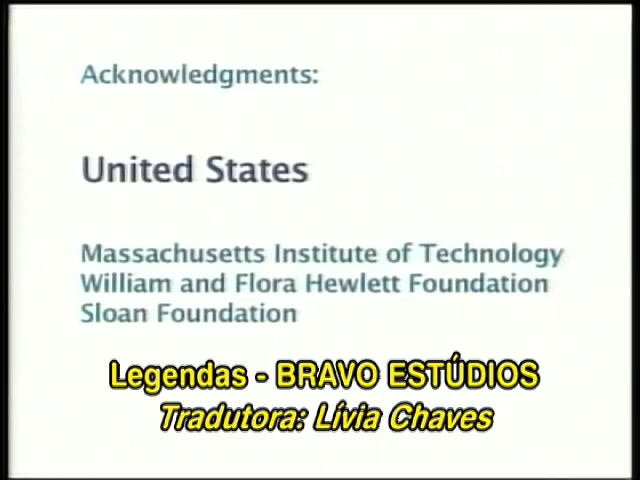 Acknowledgments:
United States
Massachusetts Institute of Technology
William and Flora Hewlett Foundation
Sloan Foundation
Legendas - BRAVO ESTÚDIOS
Tradutora: Lívia Chaves